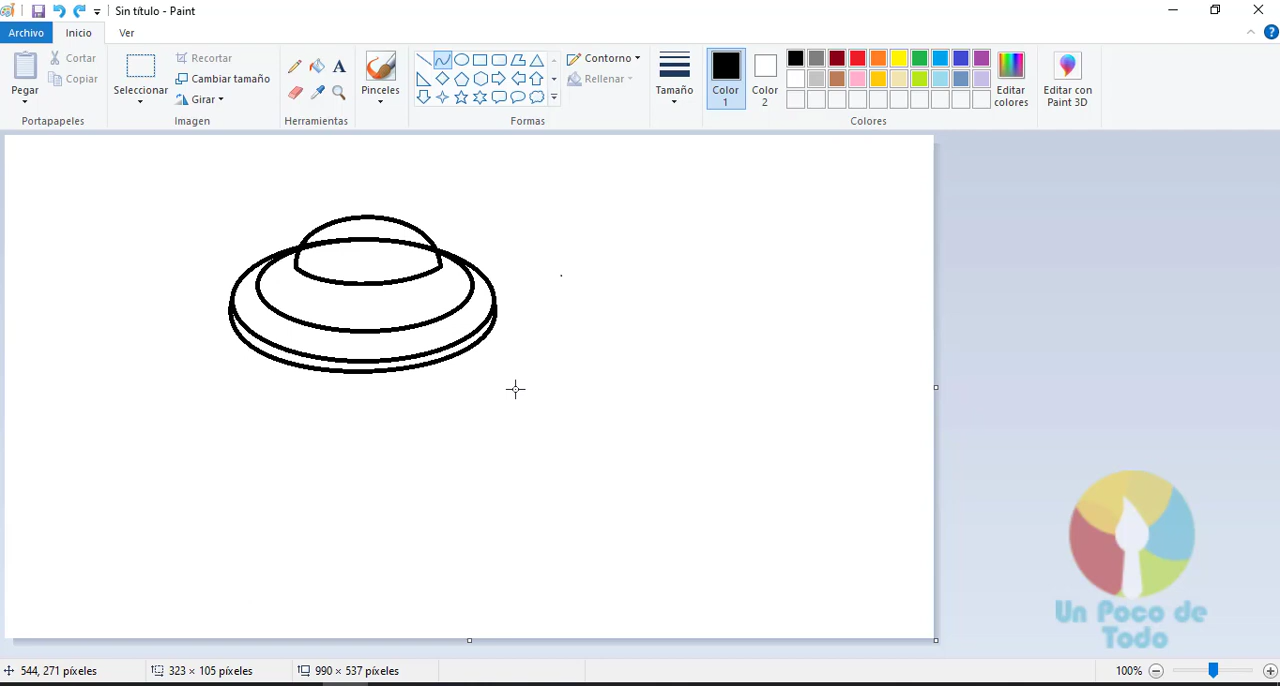 Sin título - Paint
Archivo Inicio Ver
Pegar
Cortar
Copiar
Portapapeles
Seleccionar
Recortar
Cambiar tamaño
Girar
Imagen
A
Herramientas
Pinceles
Contorno
Rellenar
Formas
Tamaño
Color
1
Color
2
Editar
colores
Colores
Editar con
Paint 3D
?
Un Poco de
Todo
544, 271 píxeles 323 × 105 píxeles 990 × 537 píxeles 100%